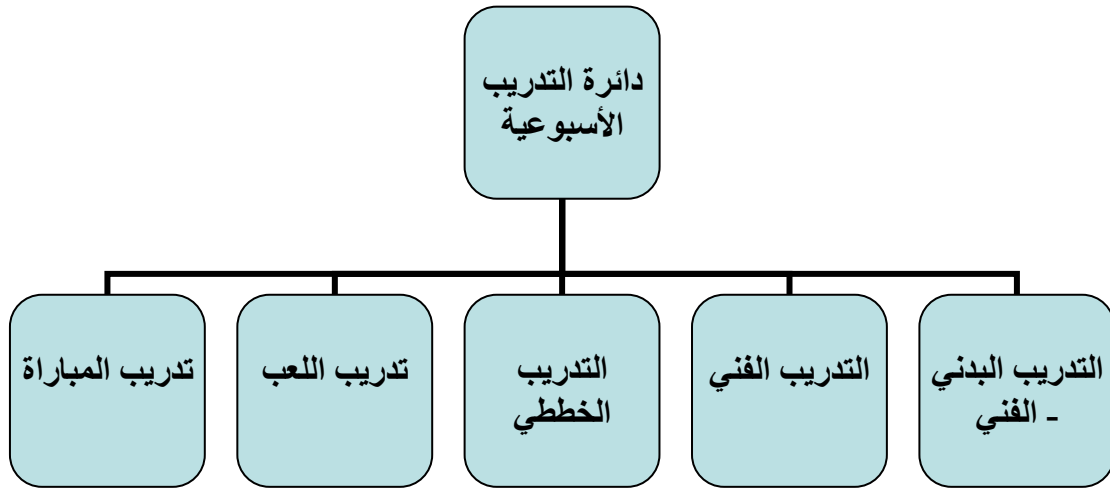 دائرة التدريب
الأسبوعية
التدريب البدني
- الفني
التدريب الفني
التدريب
الخططي
تدريب اللعب
تدريب المباراة